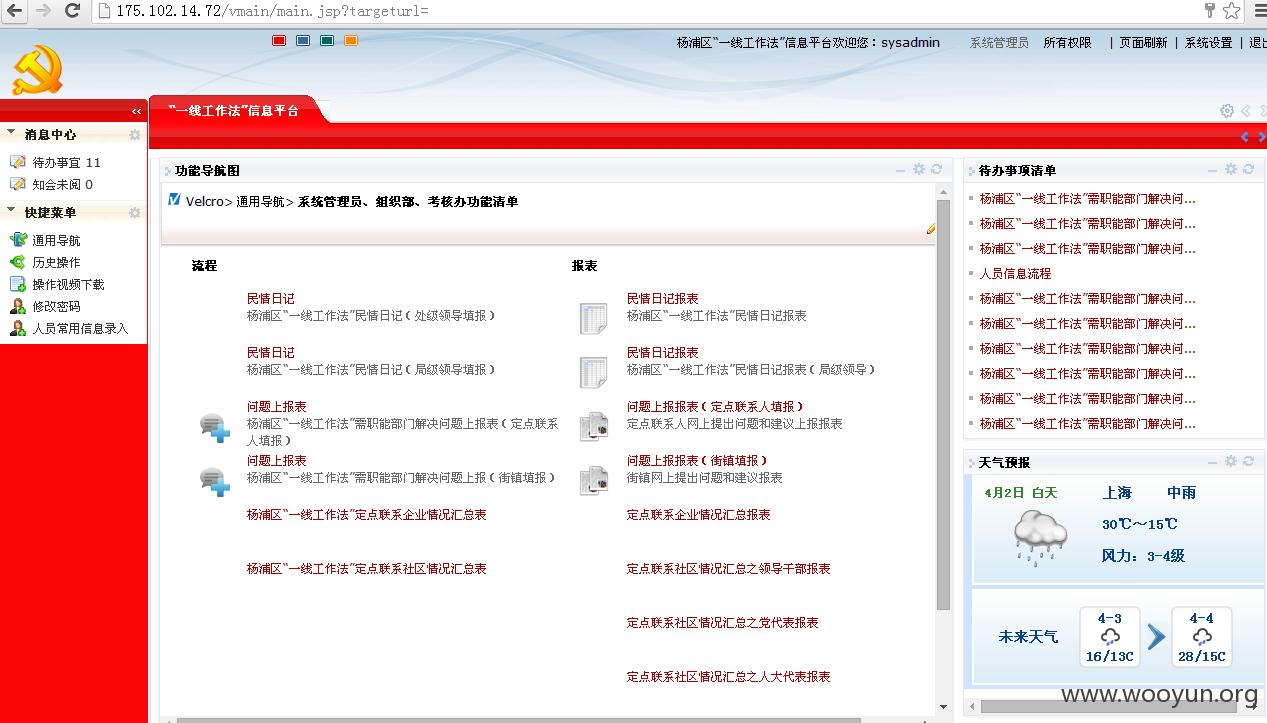 175.102.14.72/vmain/main.jsp?targeturl=
杨浦区“一线工作法”信息平台欢迎您：sysadmin 系统管理员 所有权限 | 页面刷新 | 系统设置 | 退出
«
“一线工作法”信息平台
消息中心
待办事宜 11
知会未阅 0
快捷菜单
通用导航
历史操作
操作视频下载
修改密码
人员常用信息录入
功能导航图
Velcro> 通用导航> 系统管理员、组织部、考核办功能清单
流程
民情日记
杨浦区“一线工作法”民情日记（处级领导填报）
民情日记
杨浦区“一线工作法”民情日记（局级领导填报）
问题上报表
杨浦区“一线工作法”需职能部门解决问题上报表（定点联系
人填报）
问题上报表
杨浦区“一线工作法”需职能部门解决问题上报（街镇填报）
杨浦区“一线工作法”定点联系企业情况汇总表
杨浦区“一线工作法”定点联系社区情况汇总表
报表
民情日记报表
杨浦区“一线工作法”民情日记报表
民情日记报表
杨浦区“一线工作法”民情日记报表（局级领导）
问题上报报表（定点联系人填报）
定点联系人网上提出问题和建议上报报表
问题上报报表（街镇填报）
街镇网上提出问题和建议报表
定点联系企业情况汇总报表
定点联系社区情况汇总之领导干部报表
定点联系社区情况汇总之党代表报表
定点联系社区情况汇总之人大代表报表
待办事项清单
杨浦区“一线工作法”需职能部门解决问...
杨浦区“一线工作法”需职能部门解决问...
杨浦区“一线工作法”需职能部门解决问...
人员信息流程
杨浦区“一线工作法”需职能部门解决问...
杨浦区“一线工作法”需职能部门解决问...
杨浦区“一线工作法”需职能部门解决问...
杨浦区“一线工作法”需职能部门解决问...
杨浦区“一线工作法”需职能部门解决问...
杨浦区“一线工作法”需职能部门解决问...
天气预报
4月2日 白天 上海 中雨
30℃～15℃
风力：3-4级
未来天气
4-3
16/13C
4-4
28/15C
www.wooyun.org